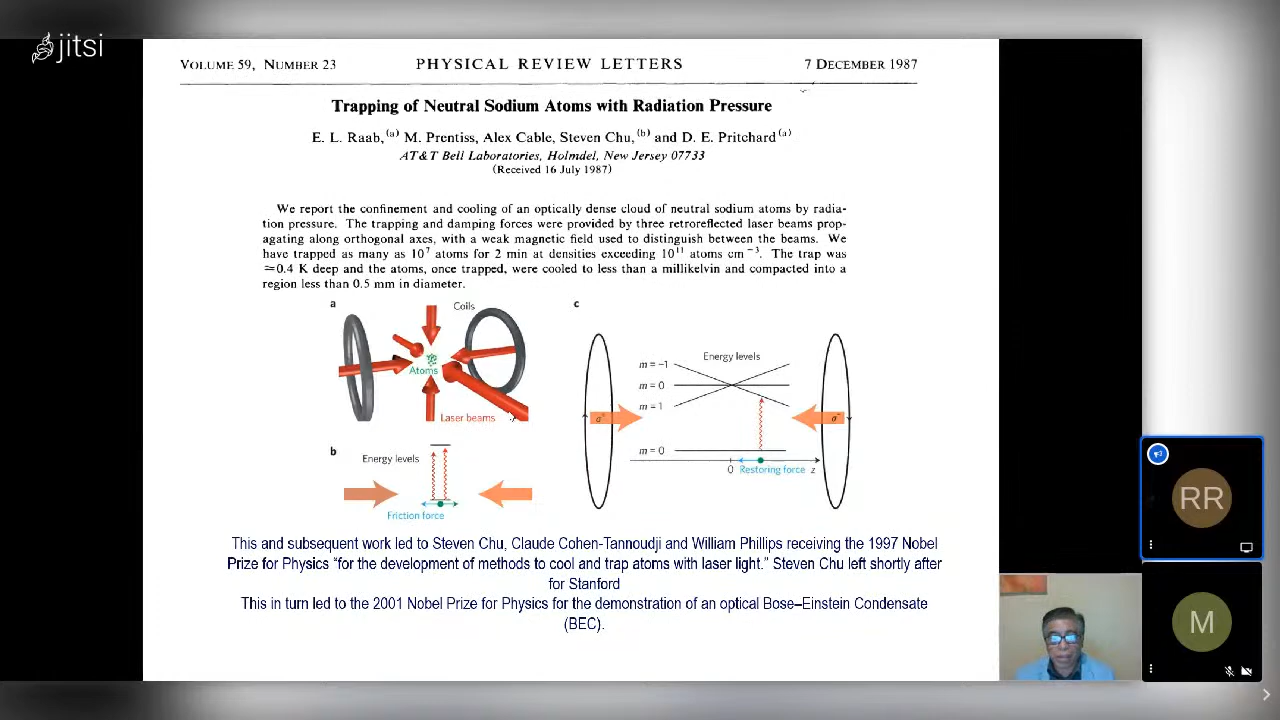 jitsi
VOLUME 59, NUMBER 23 PHYSICAL REVIEW LETTERS 7 DECEMBER 1987
Trapping of Neutral Sodium Atoms with Radiation Pressure
E. L. Raab,(a) M. Prentiss, Alex Cable, Steven Chu,(b) and D. E. Pritchard(a)
AT&T Bell Laboratories, Holmdel, New Jersey 07733
(Received 16 July 1987)
We report the confinement and cooling of an optically dense cloud of neutral sodium atoms by radia-
tion pressure. The trapping and damping forces were provided by three retroreflected laser beams prop-
agating along orthogonal axes, with a weak magnetic field used to distinguish between the beams. We
have trapped as many as 10⁷ atoms for 2 min at densities exceeding 10¹¹ atoms cm⁻³. The trap was
≃0.4 K deep and the atoms, once trapped, were cooled to less than a millikelvin and compacted into a
region less than 0.5 mm in diameter.
a
Coils
Atoms
Laser beams
b
Energy levels
Friction force
c
Energy levels
m = −1
m = 0
m = 1
m = 0
0 Restoring force z
This and subsequent work led to Steven Chu, Claude Cohen-Tannoudji and William Phillips receiving the 1997 Nobel
Prize for Physics “for the development of methods to cool and trap atoms with laser light.” Steven Chu left shortly after
for Stanford
This in turn led to the 2001 Nobel Prize for Physics for the demonstration of an optical Bose–Einstein Condensate
(BEC).
RR
M